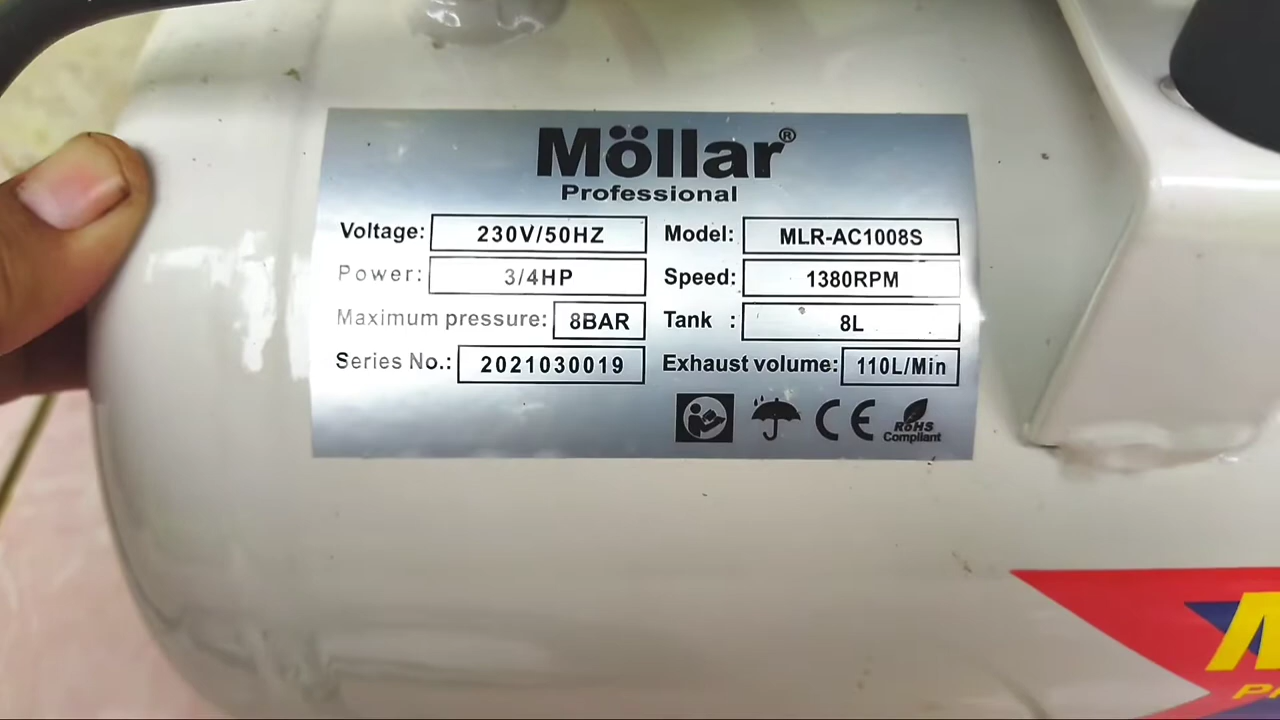 Möllar®
Professional
Voltage: 230V/50HZ Model: MLR-AC1008S
Power: 3/4HP Speed: 1380RPM
Maximum pressure: 8BAR Tank : 8L
Series No.: 2021030019 Exhaust volume: 110L/Min
CE RoHS
Compliant